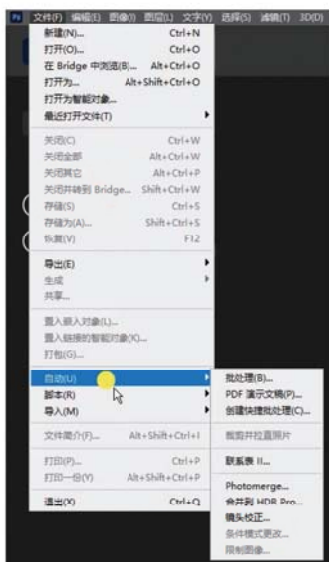 Ps 文件(F) 编辑(E) 图像(I) 图层(L) 文字(Y) 选择(S) 滤镜(T) 3D(D)
新建(N)... Ctrl+N
打开(O)... Ctrl+O
在 Bridge 中浏览(B)... Alt+Ctrl+O
打开为... Alt+Shift+Ctrl+O
打开为智能对象...
最近打开文件(T)
关闭(C) Ctrl+W
关闭全部 Alt+Ctrl+W
关闭其它 Alt+Ctrl+P
关闭并转到 Bridge... Shift+Ctrl+W
存储(S) Ctrl+S
存储为(A)... Shift+Ctrl+S
恢复(V) F12
导出(E)
生成
共享...
置入嵌入对象(L)...
置入链接的智能对象(K)...
打包(G)...
自动(U)
脚本(R)
导入(M)
文件简介(F)... Alt+Shift+Ctrl+I
打印(P)... Ctrl+P
打印一份(Y) Alt+Shift+Ctrl+P
退出(X) Ctrl+Q
批处理(B)...
PDF 演示文稿(P)...
创建快捷批处理(C)...
裁剪并拉直照片
联系表 II...
Photomerge...
合并到 HDR Pro...
镜头校正...
条件模式更改...
限制图像...